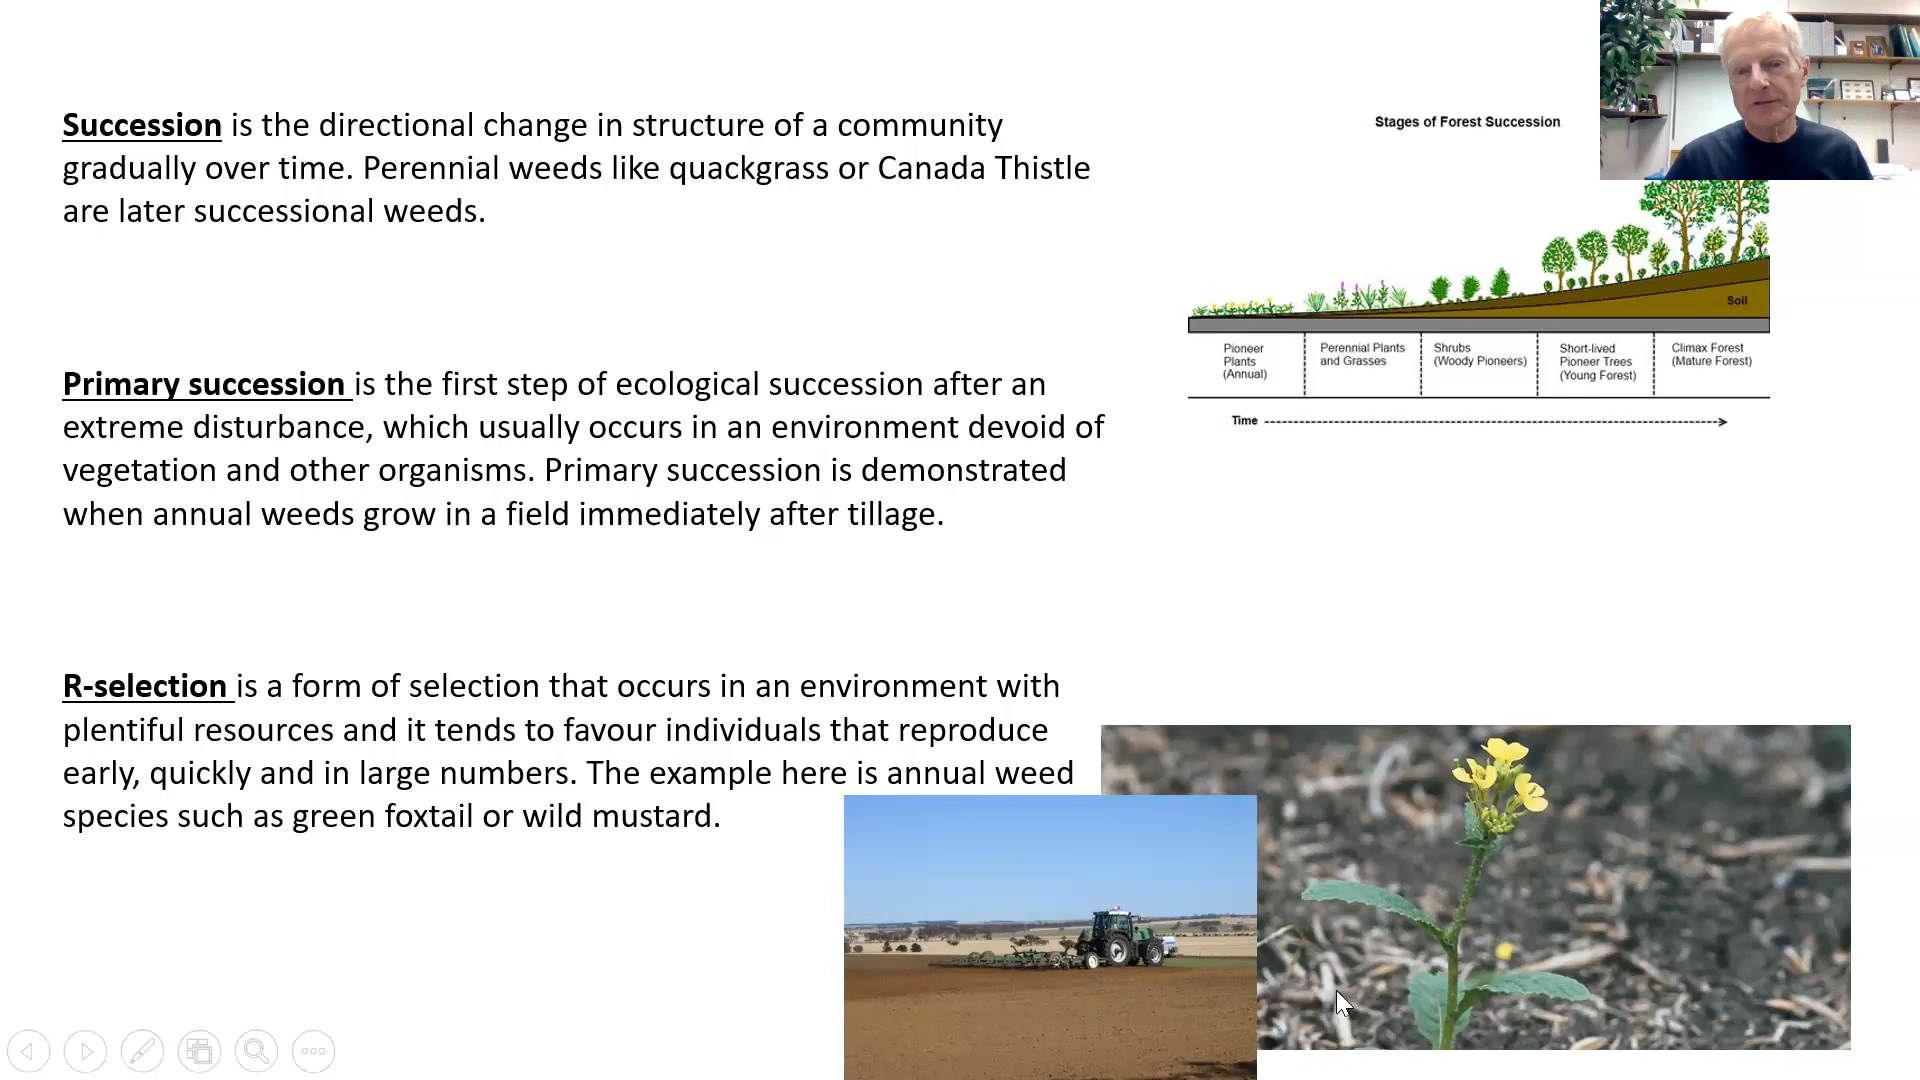 Succession is the directional change in structure of a community
gradually over time. Perennial weeds like quackgrass or Canada Thistle
are later successional weeds.
Primary succession is the first step of ecological succession after an
extreme disturbance, which usually occurs in an environment devoid of
vegetation and other organisms. Primary succession is demonstrated
when annual weeds grow in a field immediately after tillage.
R-selection is a form of selection that occurs in an environment with
plentiful resources and it tends to favour individuals that reproduce
early, quickly and in large numbers. The example here is annual weed
species such as green foxtail or wild mustard.
Stages of Forest Succession
Soil
Pioneer
Plants
(Annual)
Perennial Plants
and Grasses
Shrubs
(Woody Pioneers)
Short-lived
Pioneer Trees
(Young Forest)
Climax Forest
(Mature Forest)
Time